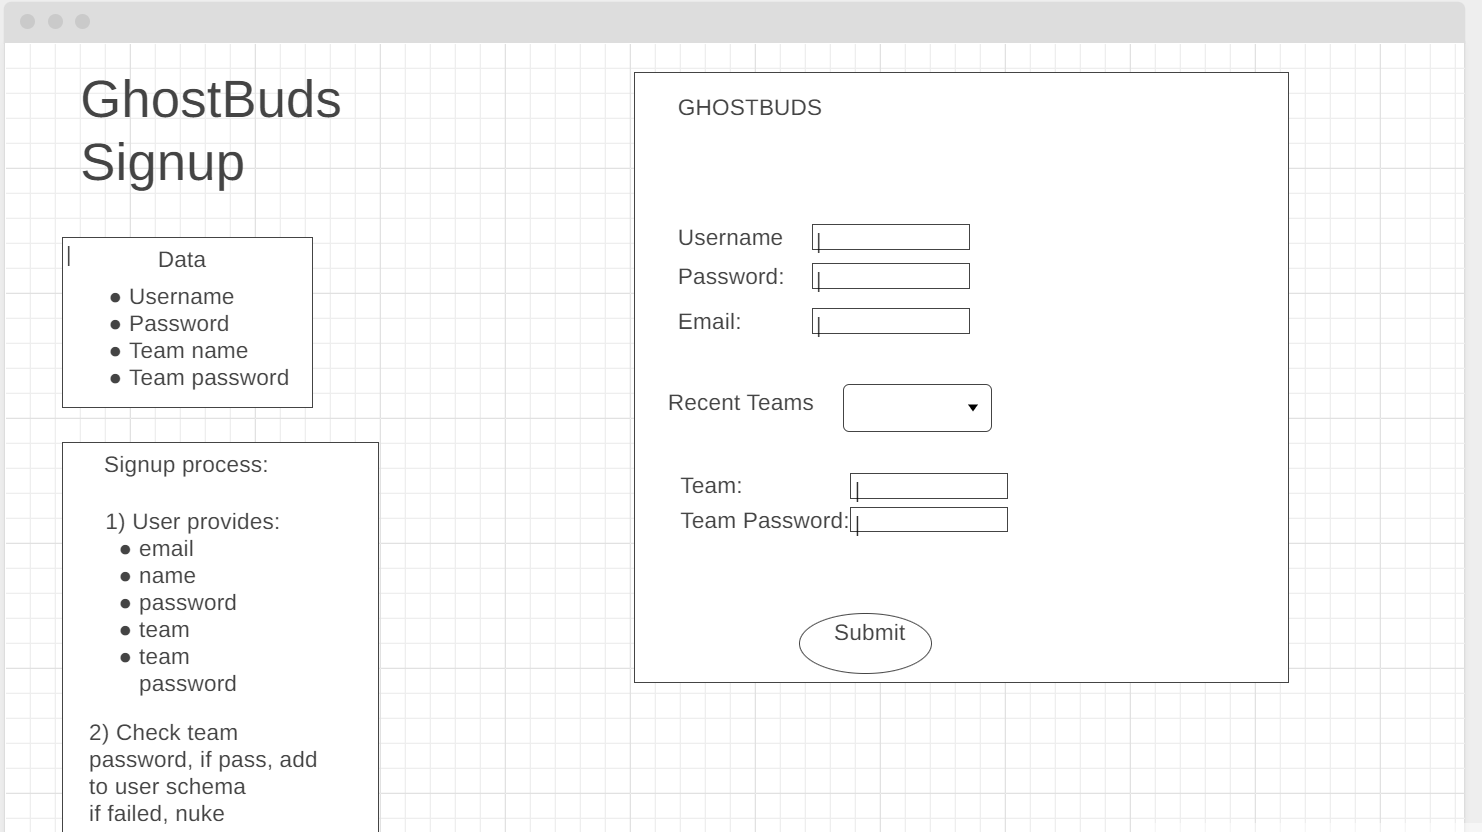 GhostBuds
Signup
Data
● Username
● Password
● Team name
● Team password
Signup process:
1) User provides:
● email
● name
● password
● team
● team
password
2) Check team
password, if pass, add
to user schema
if failed, nuke
GHOSTBUDS
Username
Password:
Email:
Recent Teams
Team:
Team Password:
Submit